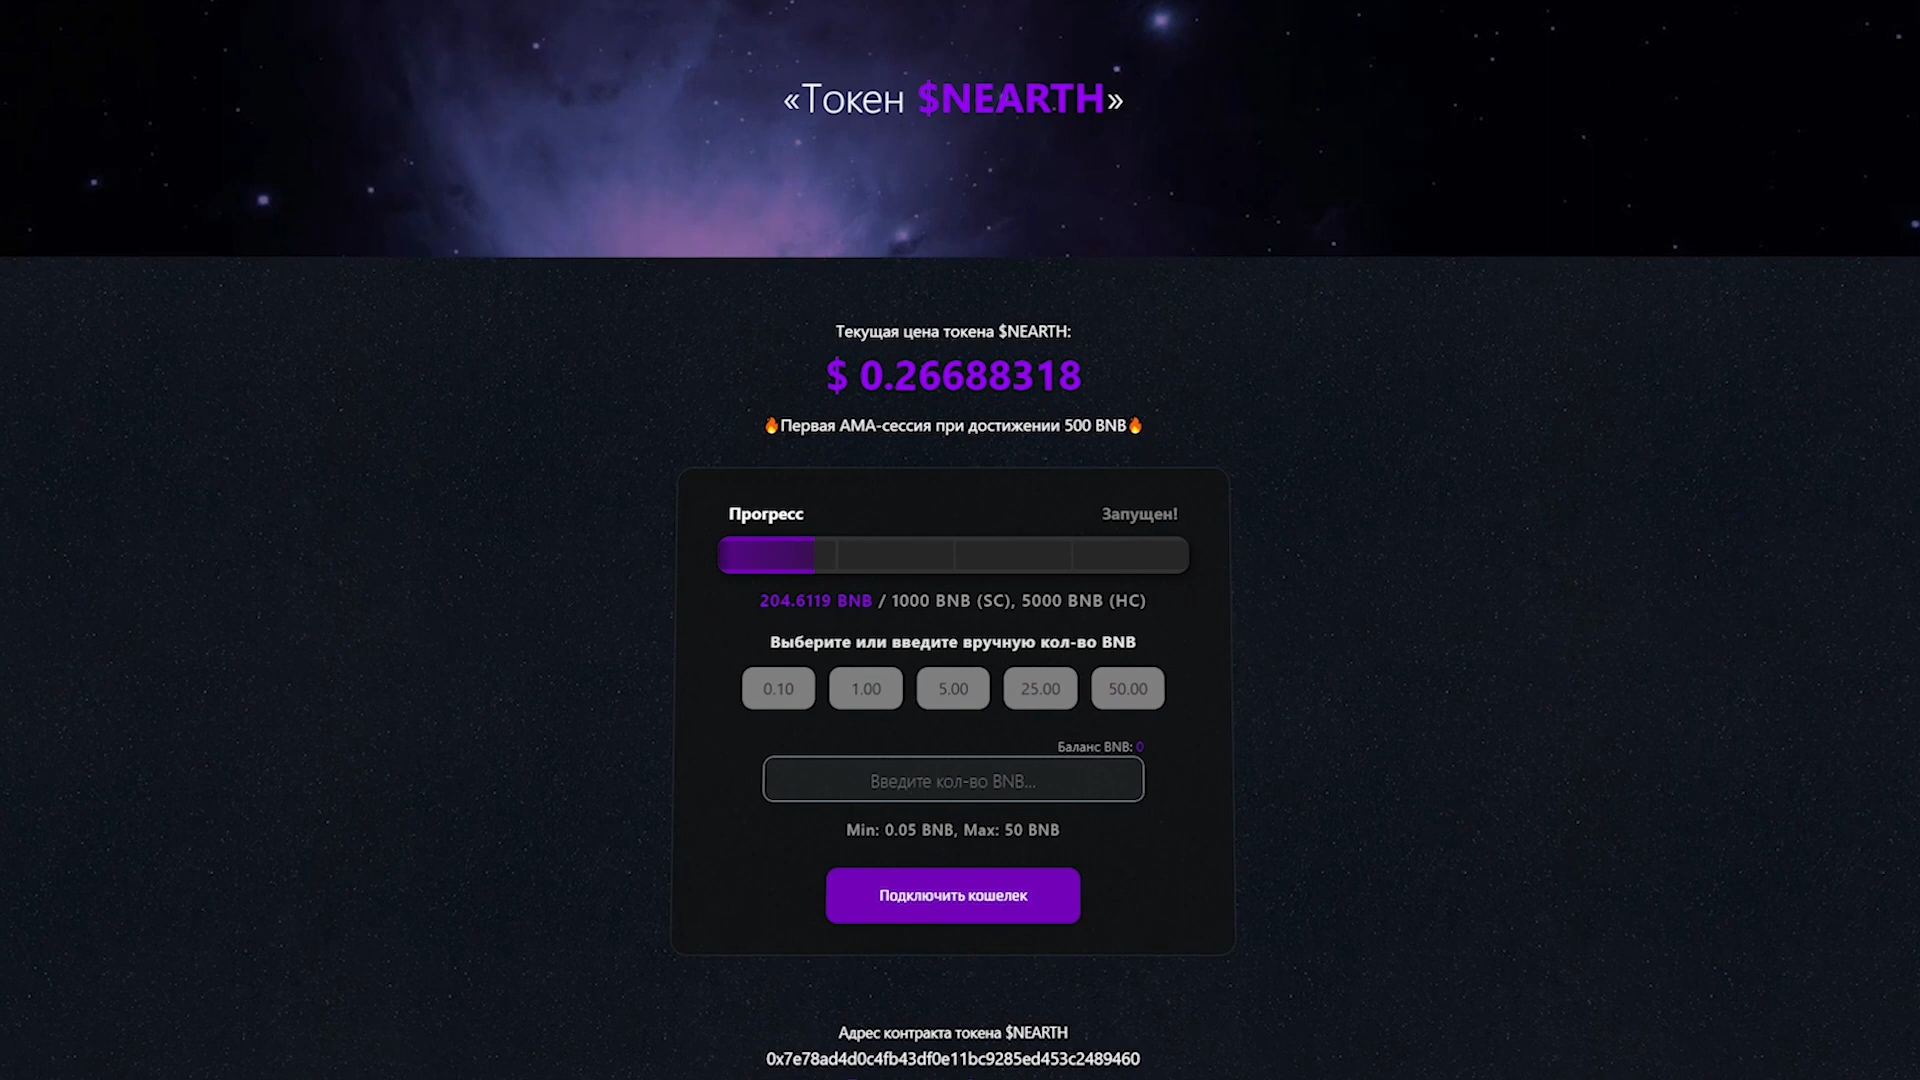 «Токен $NEARTH»
Текущая цена токена $NEARTH:
$ 0.26688318
🔥Первая AMA-сессия при достижении 500 BNB🔥
Прогресс Запущен!
204.6119 BNB / 1000 BNB (SC), 5000 BNB (HC)
Выберите или введите вручную кол-во BNB
0.10 1.00 5.00 25.00 50.00
Баланс BNB: 0
Введите кол-во BNB...
Min: 0.05 BNB, Max: 50 BNB
Подключить кошелек
Адрес контракта токена $NEARTH
0x7e78ad4d0c4fb43df0e11bc9285ed453c2489460